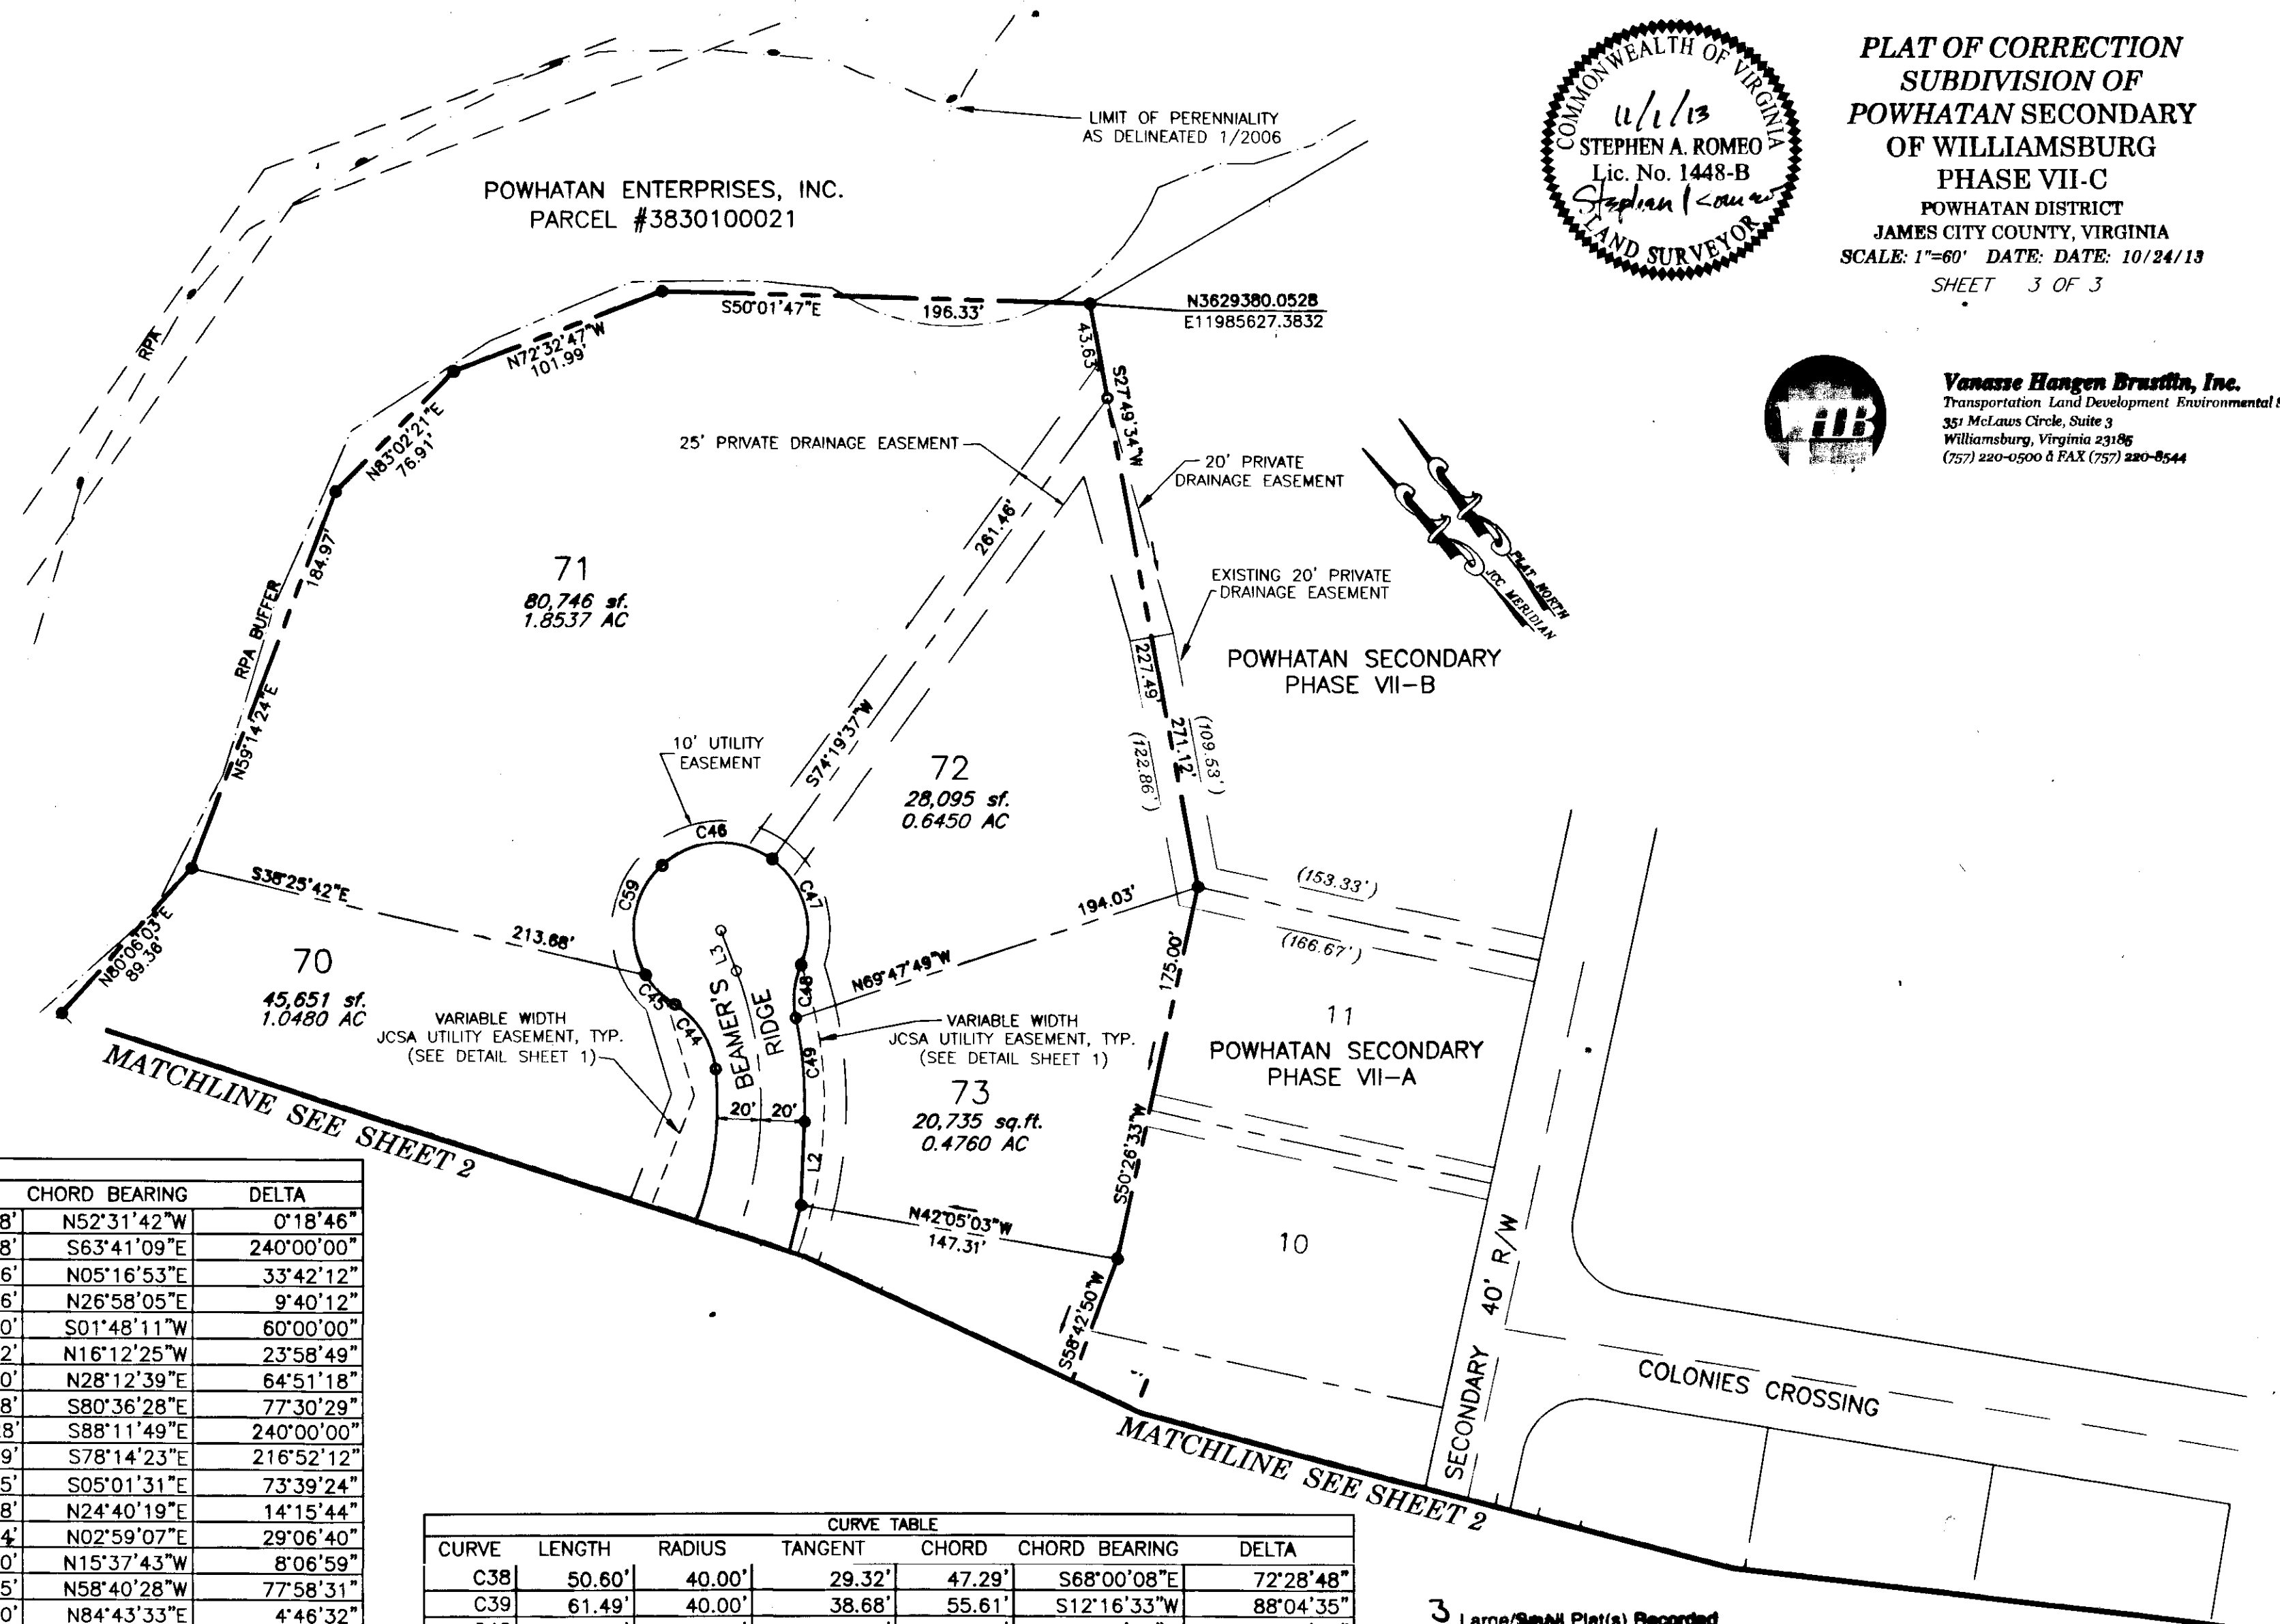 LIMIT OF PERENNIALITY
AS DELINEATED 1/2006
POWHATAN ENTERPRISES, INC.
PARCEL #3830100021
COMMONWEALTH OF VIRGINIA
11/1/13
STEPHEN A. ROMEO
Lic. No. 1448-B
LAND SURVEYOR
PLAT OF CORRECTION
SUBDIVISION OF
POWHATAN SECONDARY
OF WILLIAMSBURG
PHASE VII-C
POWHATAN DISTRICT
JAMES CITY COUNTY, VIRGINIA
SCALE: 1"=60' DATE: DATE: 10/24/13
SHEET 3 OF 3
VHB
Vanasse Hangen Brustlin, Inc.
Transportation Land Development Environmental
351 McLaws Circle, Suite 3
Williamsburg, Virginia 23185
(757) 220-0500 & FAX (757) 220-8544
RPA
S50°01'47"E
196.33'
N3629380.0528
E11985627.3832
N72°32'47"W
101.99'
43.63'
S27°49'34"W
N83°02'21"E
76.91'
25' PRIVATE DRAINAGE EASEMENT
20' PRIVATE
DRAINAGE EASEMENT
184.97'
261.46'
PLAT NORTH
JCC MERIDIAN
71
80,746 sf.
1.8537 AC
EXISTING 20' PRIVATE
DRAINAGE EASEMENT
RPA BUFFER
N59°14'24"E
227.49'
POWHATAN SECONDARY
PHASE VII-B
S74°19'37"W
271.12'
(109.53')
(122.86')
10' UTILITY
EASEMENT
72
28,095 sf.
0.6450 AC
C46
C59
C47
S38°25'42"E
213.68'
194.03'
(153.33')
(166.67')
N80°06'03"E
89.36'
70
45,651 sf.
1.0480 AC
L3
N69°47'49"W
175.00'
C45
C44
C48
C49
BEAMER'S
RIDGE
VARIABLE WIDTH
JCSA UTILITY EASEMENT, TYP.
(SEE DETAIL SHEET 1)
VARIABLE WIDTH
JCSA UTILITY EASEMENT, TYP.
(SEE DETAIL SHEET 1)
11
POWHATAN SECONDARY
PHASE VII-A
MATCHLINE SEE SHEET 2
20' 20'
73
20,735 sq.ft.
0.4760 AC
L2
S50°26'33"W
N42°05'03"W
147.31'
10
S58°42'50"W
SECONDARY 40' R/W
COLONIES CROSSING
MATCHLINE SEE SHEET 2
CHORD BEARING DELTA
8' N52°31'42"W 0°18'46"
8' S63°41'09"E 240°00'00"
6' N05°16'53"E 33°42'12"
6' N26°58'05"E 9°40'12"
0' S01°48'11"W 60°00'00"
2' N16°12'25"W 23°58'49"
0' N28°12'39"E 64°51'18"
8' S80°36'28"E 77°30'29"
28' S88°11'49"E 240°00'00"
9' S78°14'23"E 216°52'12"
5' S05°01'31"E 73°39'24"
8' N24°40'19"E 14°15'44"
4' N02°59'07"E 29°06'40"
0' N15°37'43"W 8°06'59"
5' N58°40'28"W 77°58'31"
0' N84°43'33"E 4°46'32"
CURVE TABLE
CURVE LENGTH RADIUS TANGENT CHORD CHORD BEARING DELTA
C38 50.60' 40.00' 29.32' 47.29' S68°00'08"E 72°28'48"
C39 61.49' 40.00' 38.68' 55.61' S12°16'33"W 88°04'35"
3 Large/Small Plat(s) Recorded